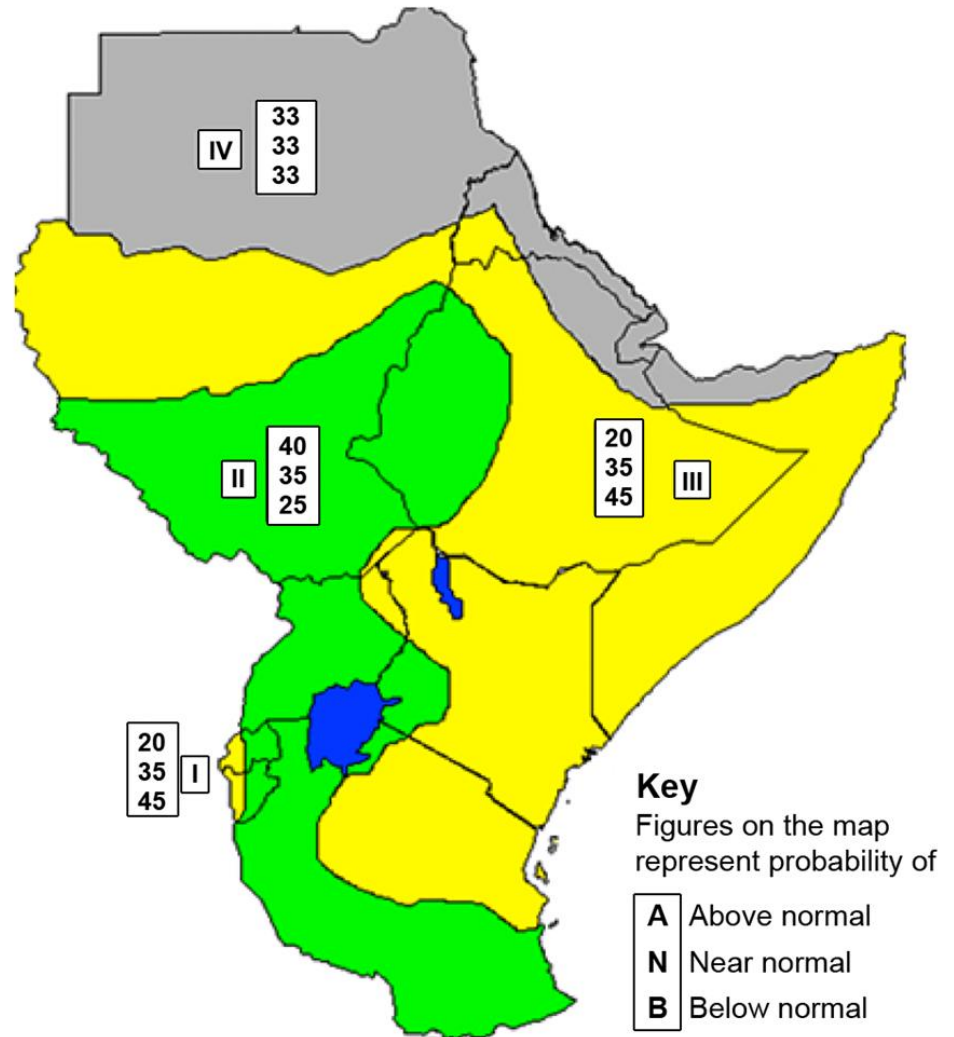 IV
33
33
33
II
40
35
25
20
35
45
III
20
35
45
I
Key
Figures on the map
represent probability of
A Above normal
N Near normal
B Below normal